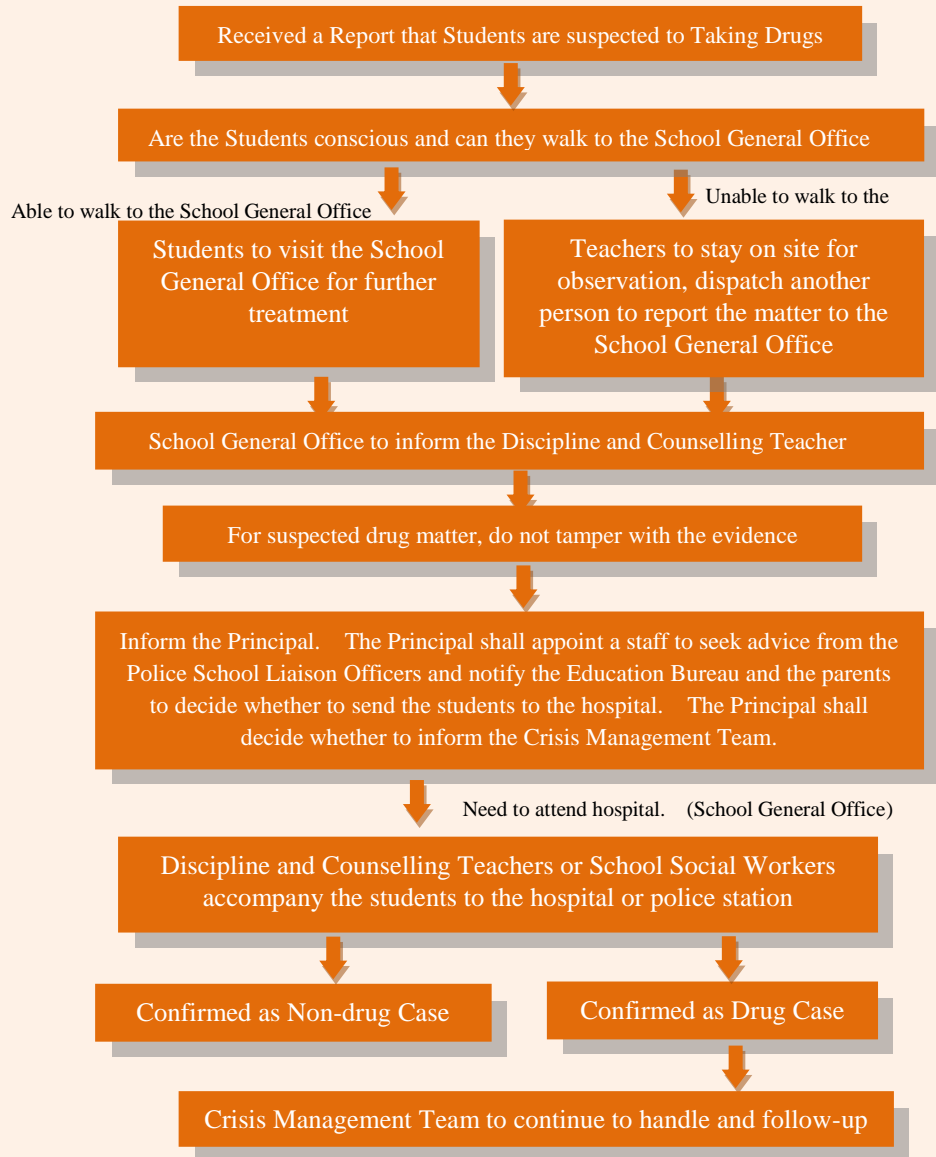 Received a Report that Students are suspected to Taking Drugs
Are the Students conscious and can they walk to the School General Office
Able to walk to the School General Office
Unable to walk to the
Students to visit the School
General Office for further
treatment
Teachers to stay on site for
observation, dispatch another
person to report the matter to the
School General Office
School General Office to inform the Discipline and Counselling Teacher
For suspected drug matter, do not tamper with the evidence
Inform the Principal. The Principal shall appoint a staff to seek advice from the
Police School Liaison Officers and notify the Education Bureau and the parents
to decide whether to send the students to the hospital. The Principal shall
decide whether to inform the Crisis Management Team.
Need to attend hospital. (School General Office)
Discipline and Counselling Teachers or School Social Workers
accompany the students to the hospital or police station
Confirmed as Non-drug Case
Confirmed as Drug Case
Crisis Management Team to continue to handle and follow-up